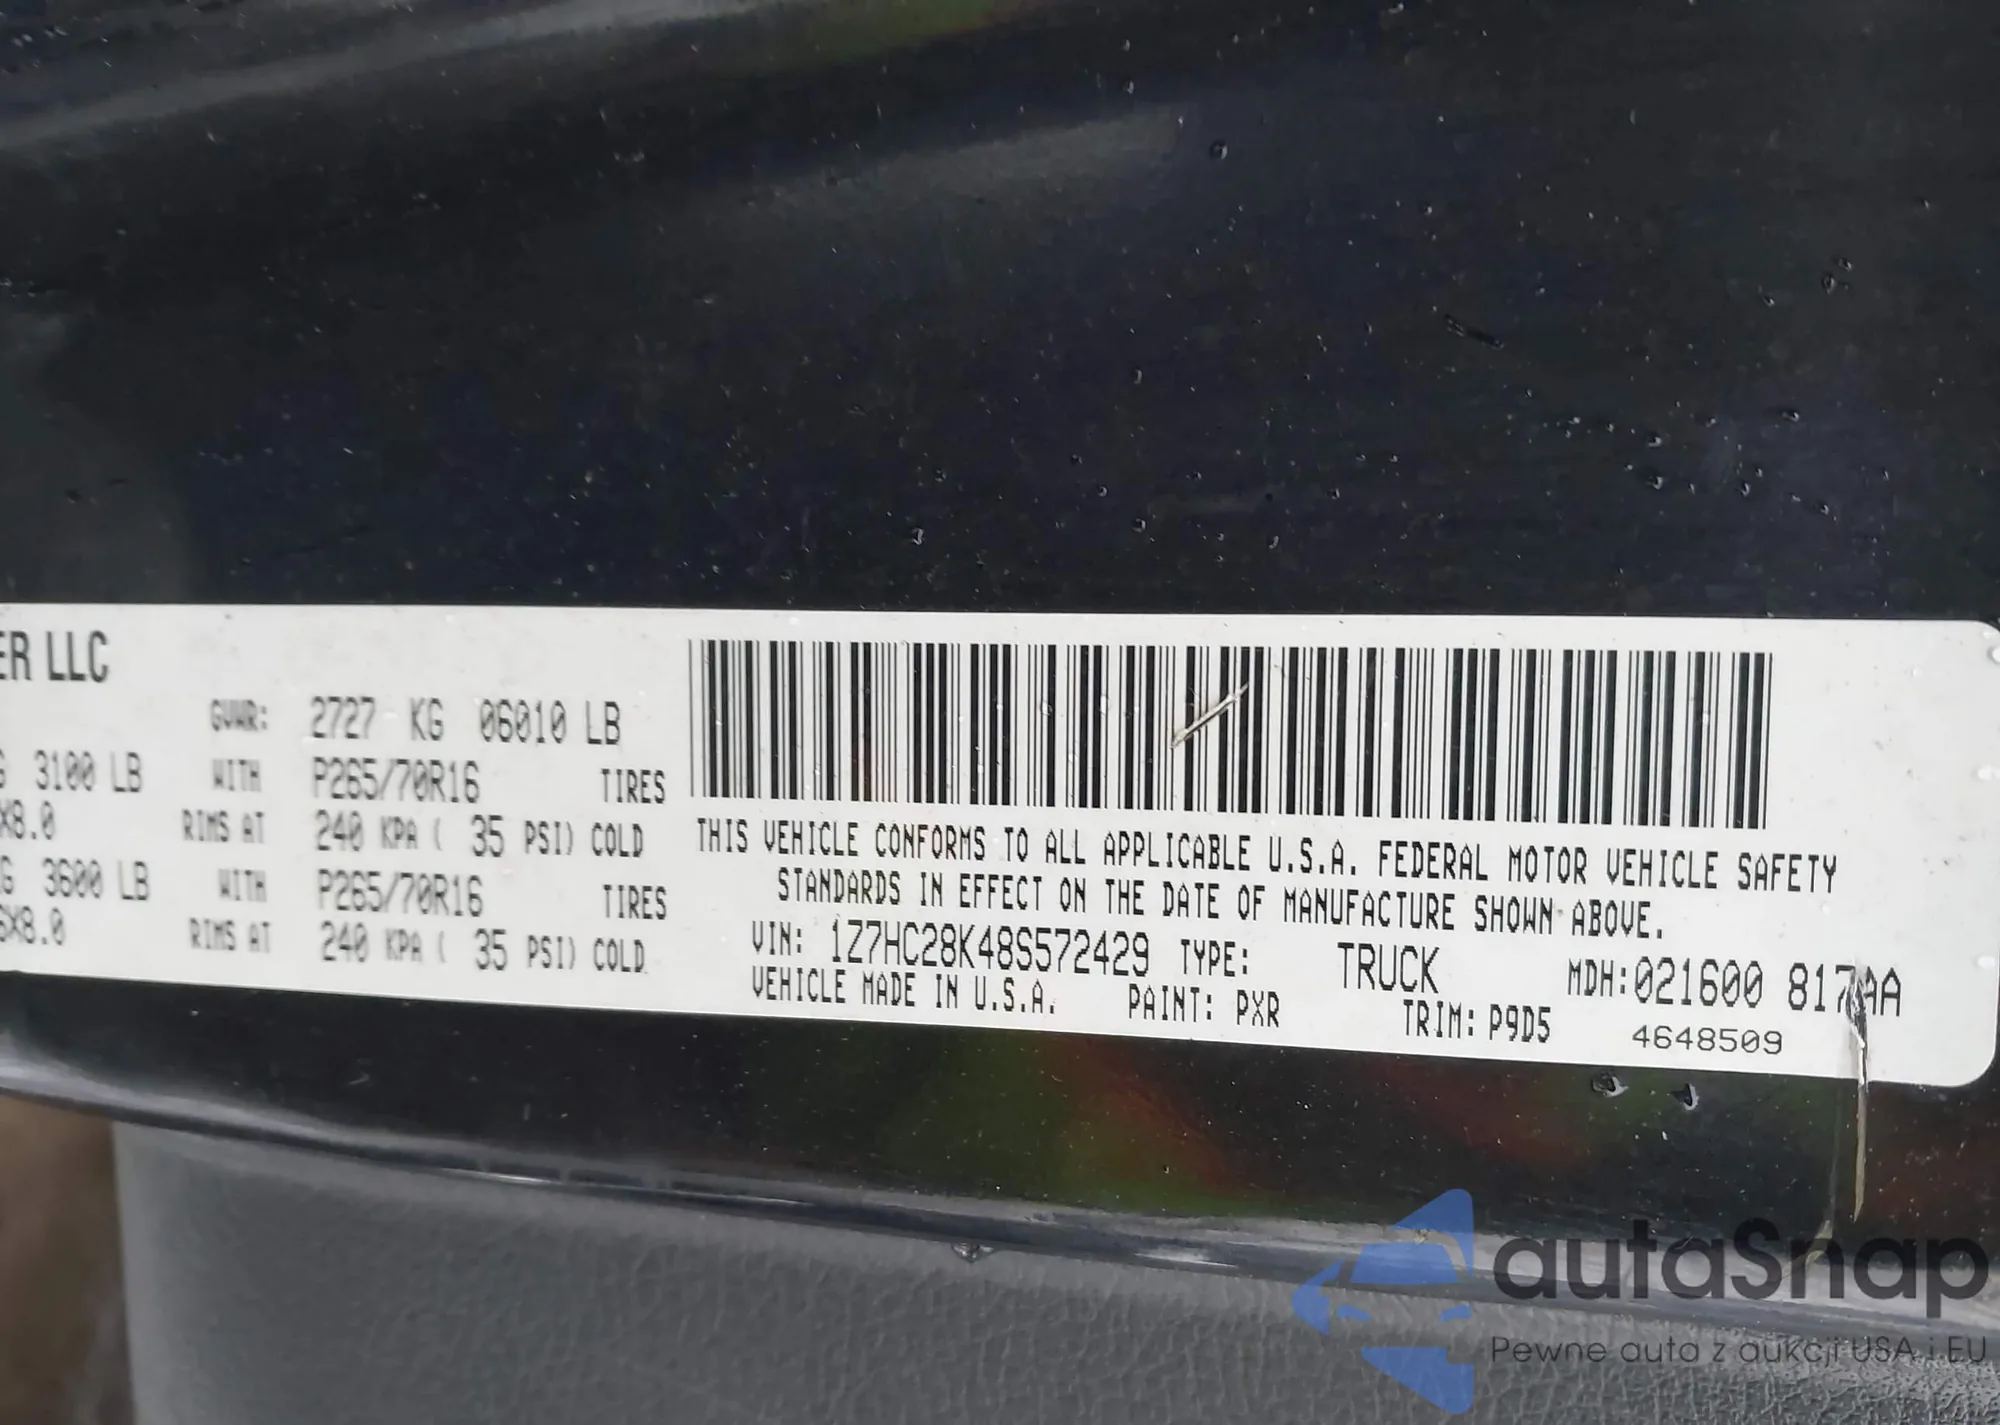 ER LLC
GVWR: 2727 KG 06010 LB
G 3100 LB WITH P265/70R16 TIRES
X8.0 RIMS AT 240 KPA ( 35 PSI) COLD
G 3600 LB WITH P265/70R16 TIRES
6X8.0 RIMS AT 240 KPA ( 35 PSI) COLD
THIS VEHICLE CONFORMS TO ALL APPLICABLE U.S.A. FEDERAL MOTOR VEHICLE SAFETY
STANDARDS IN EFFECT ON THE DATE OF MANUFACTURE SHOWN ABOVE.
VIN: 1Z7HC28K48S572429 TYPE: TRUCK MDH:021600 817AA
VEHICLE MADE IN U.S.A. PAINT: PXR TRIM: P9D5 4648509
autaSnap
Pewne auta z aukcji USA i EU